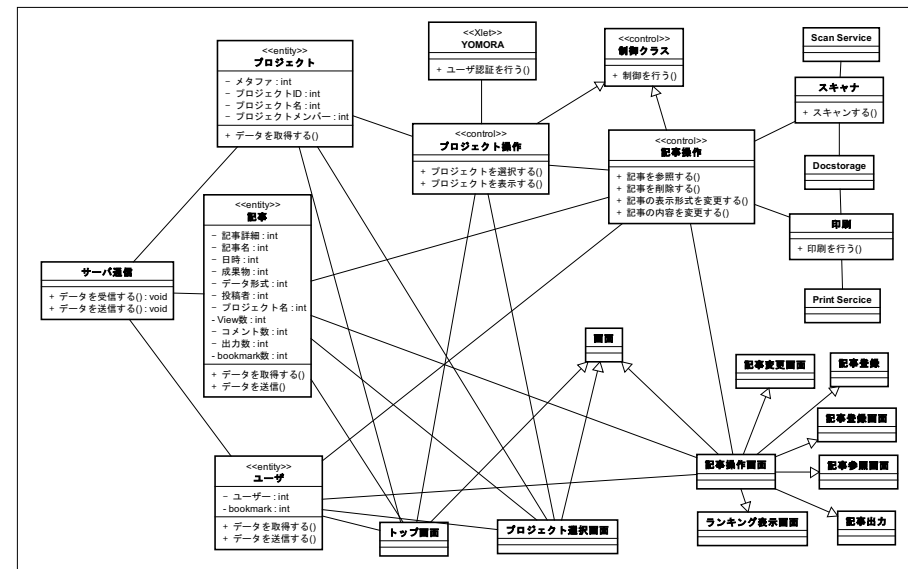 <<entity>>
プロジェクト
− メタファ : int
− プロジェクトID : int
− プロジェクト名 : int
− プロジェクトメンバー : int
+ データを取得する()
<<Xlet>>
YOMORA
+ ユーザ認証を行う()
<<control>>
制御クラス
+ 制御を行う()
Scan Service
スキャナ
+ スキャンする()
<<control>>
プロジェクト操作
+ プロジェクトを選択する()
+ プロジェクトを表示する()
<<control>>
記事操作
+ 記事を参照する()
+ 記事を削除する()
+ 記事の表示形式を変更する()
+ 記事の内容を変更する()
Docstorage
印刷
+ 印刷を行う()
Print Sercice
<<entity>>
記事
− 記事詳細 : int
− 記事名 : int
− 日時 : int
− 成果物 : int
− データ形式 : int
− 投稿者 : int
− プロジェクト名 : int
- View数 : int
− コメント数 : int
− 出力数 : int
- bookmark数 : int
+ データを取得する()
+ データを送信()
サーバ通信
+ データを受信する() : void
+ データを送信する() : void
画面
記事変更画面
記事登録
記事登録画面
記事操作画面
記事参照画面
ランキング表示画面
記事出力
<<entity>>
ユーザ
− ユーザー : int
- bookmark : int
+ データを取得する()
+ データを送信する()
トップ画面
プロジェクト選択画面